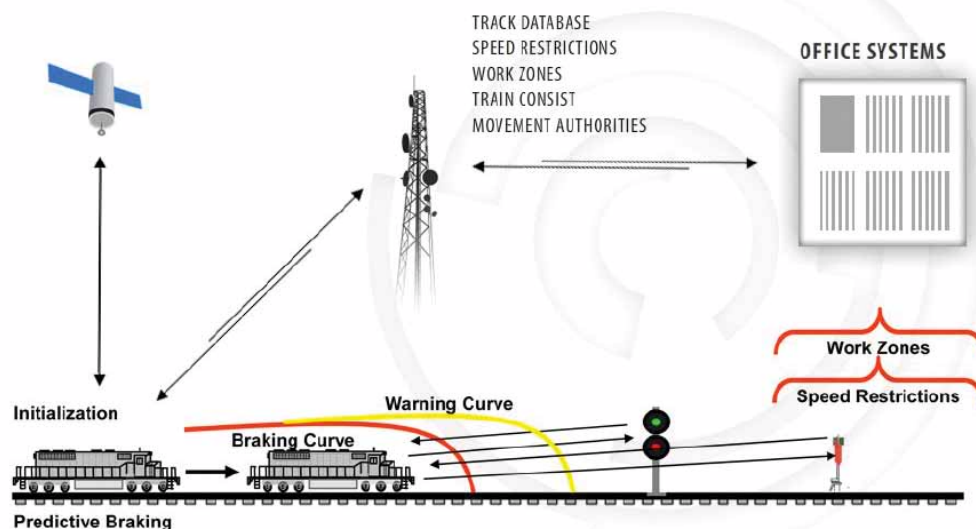 TRACK DATABASE
SPEED RESTRICTIONS
WORK ZONES
TRAIN CONSIST
MOVEMENT AUTHORITIES
OFFICE SYSTEMS
Work Zones
Speed Restrictions
Initialization
Warning Curve
Braking Curve
Predictive Braking